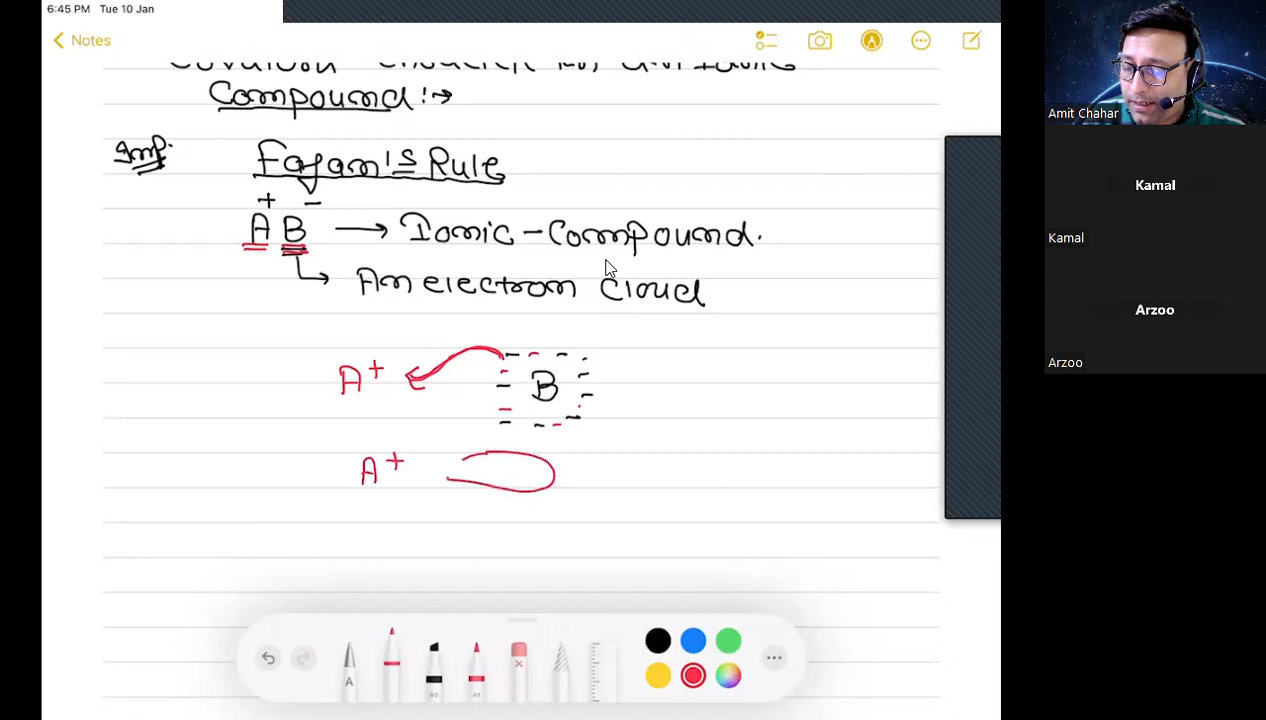 6:45 PM Tue 10 Jan
Notes
Compound :→
Imp.
Fajan's Rule
+ -
A B → Ionic - Compound.
An electron cloud
A+ B
A+
A
80
Amit Chahar
Kamal
Kamal
Arzoo
Arzoo